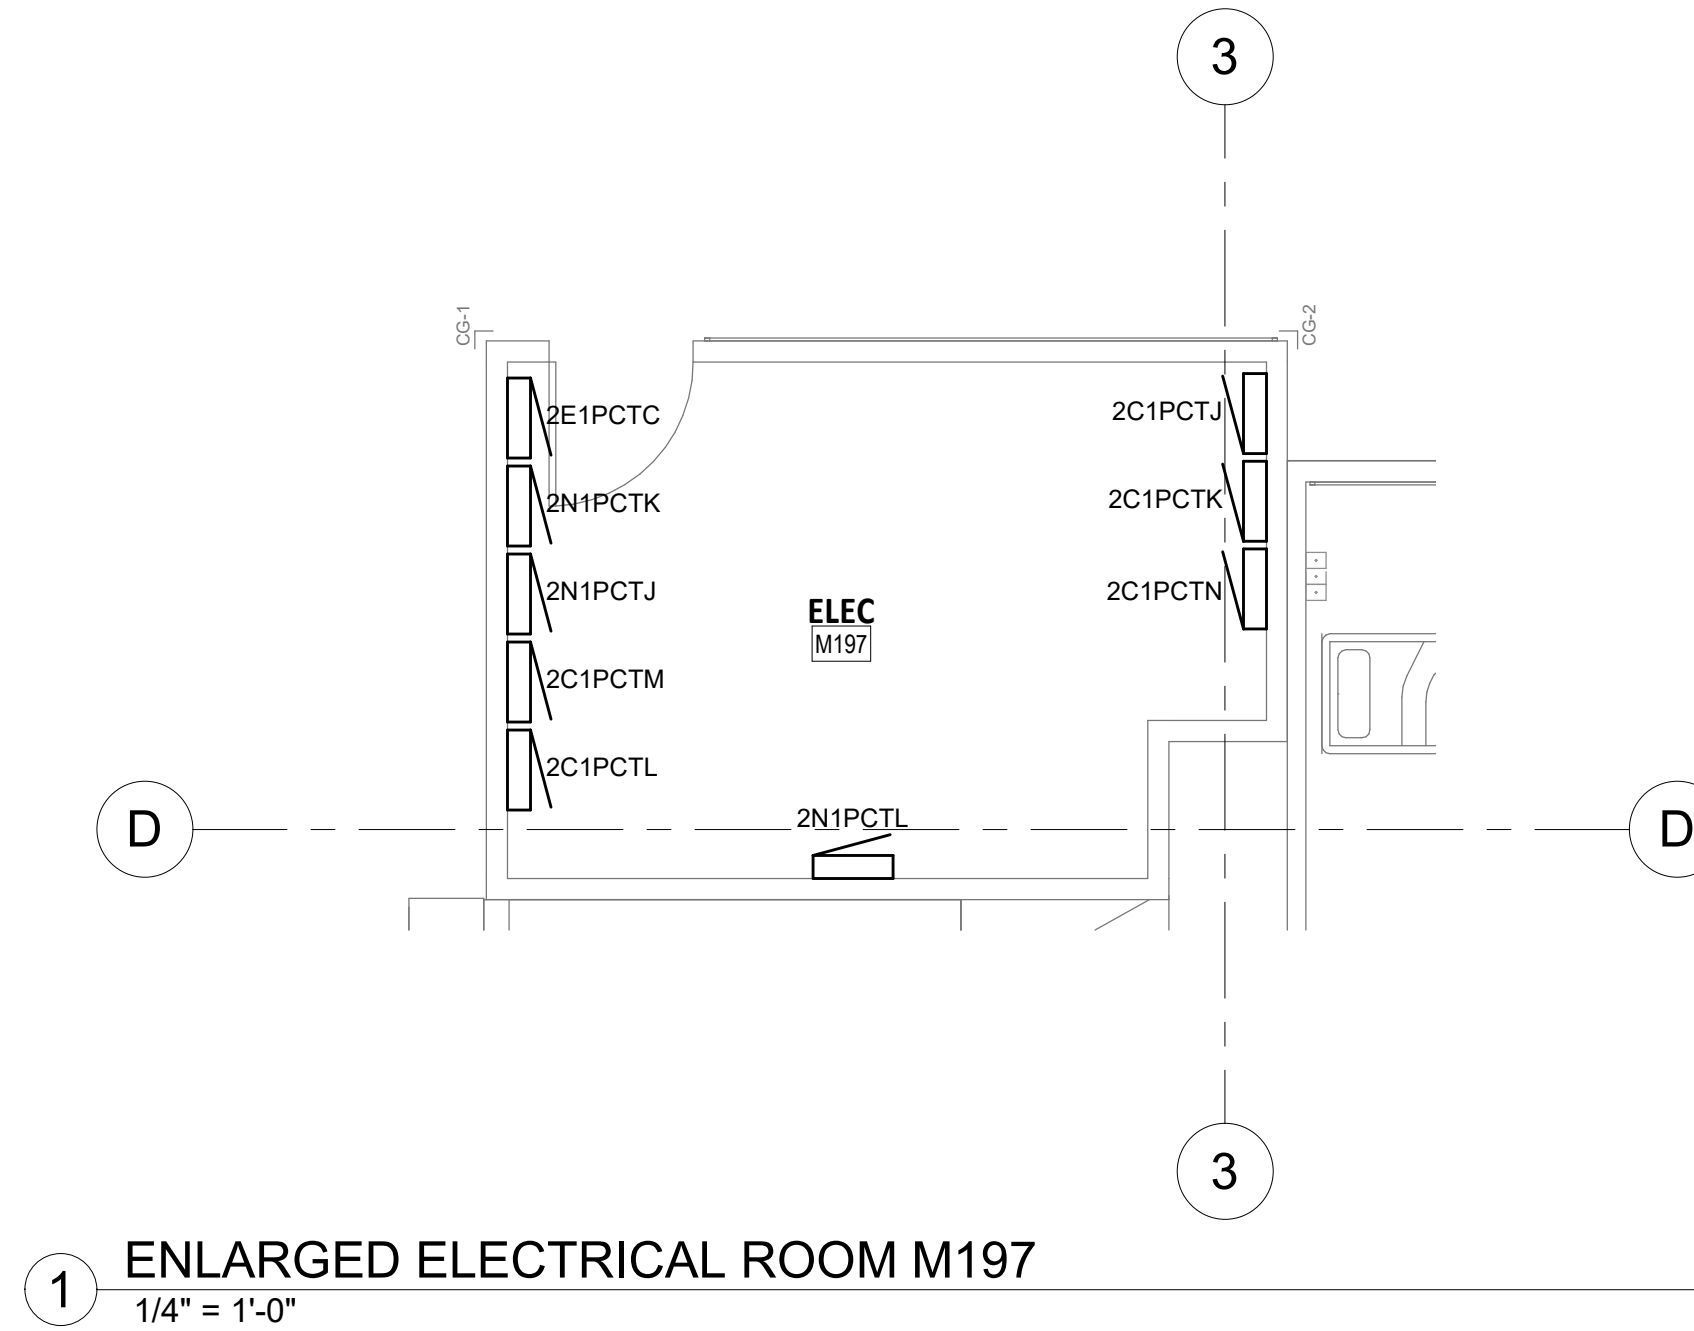 3
CG-1
CG-2
2E1PCTC
2C1PCTJ
2N1PCTK
2C1PCTK
2N1PCTJ
2C1PCTN
ELEC
M197
2C1PCTM
2C1PCTL
2N1PCTL
D
D
3
1
ENLARGED ELECTRICAL ROOM M197
1/4" = 1'-0"